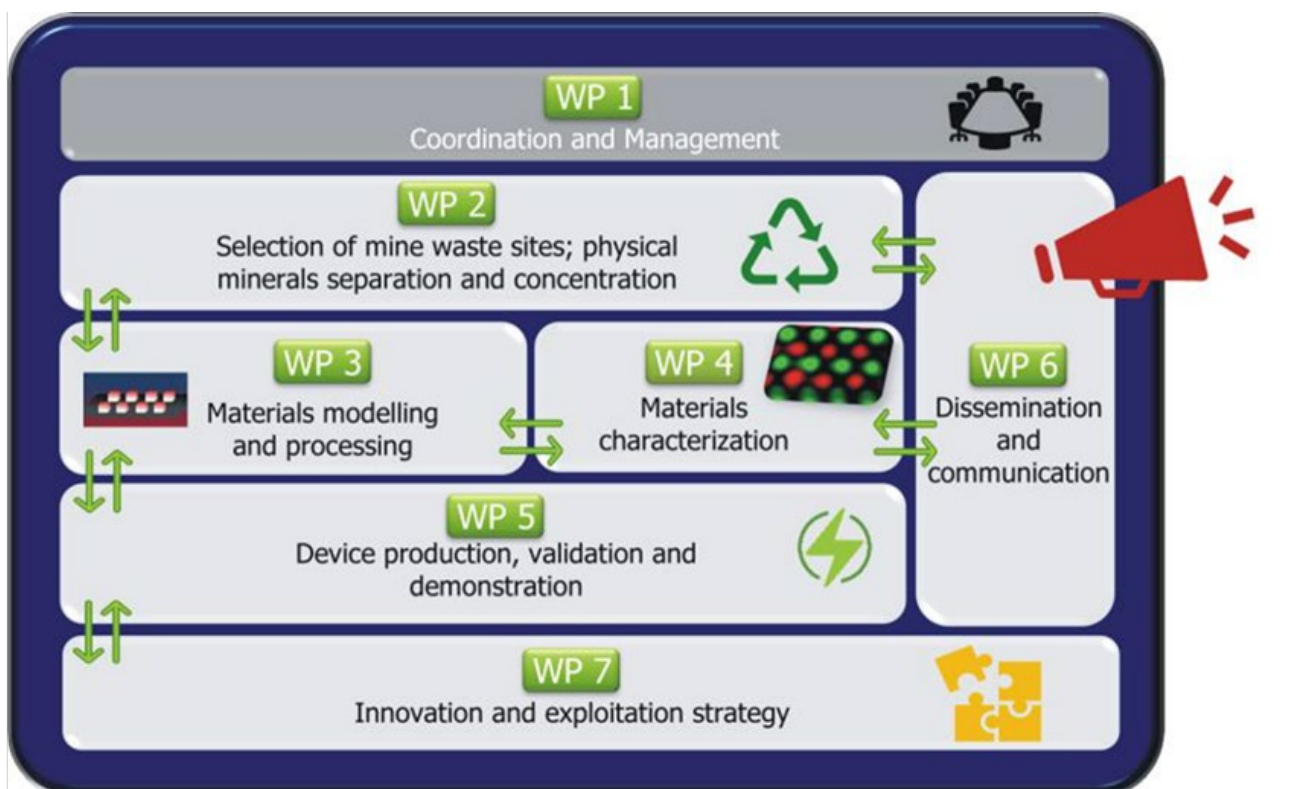 WP 1
Coordination and Management
WP 2
Selection of mine waste sites; physical
minerals separation and concentration
WP 3
Materials modelling
and processing
WP 4
Materials
characterization
WP 6
Dissemination
and
communication
WP 5
Device production, validation and
demonstration
WP 7
Innovation and exploitation strategy